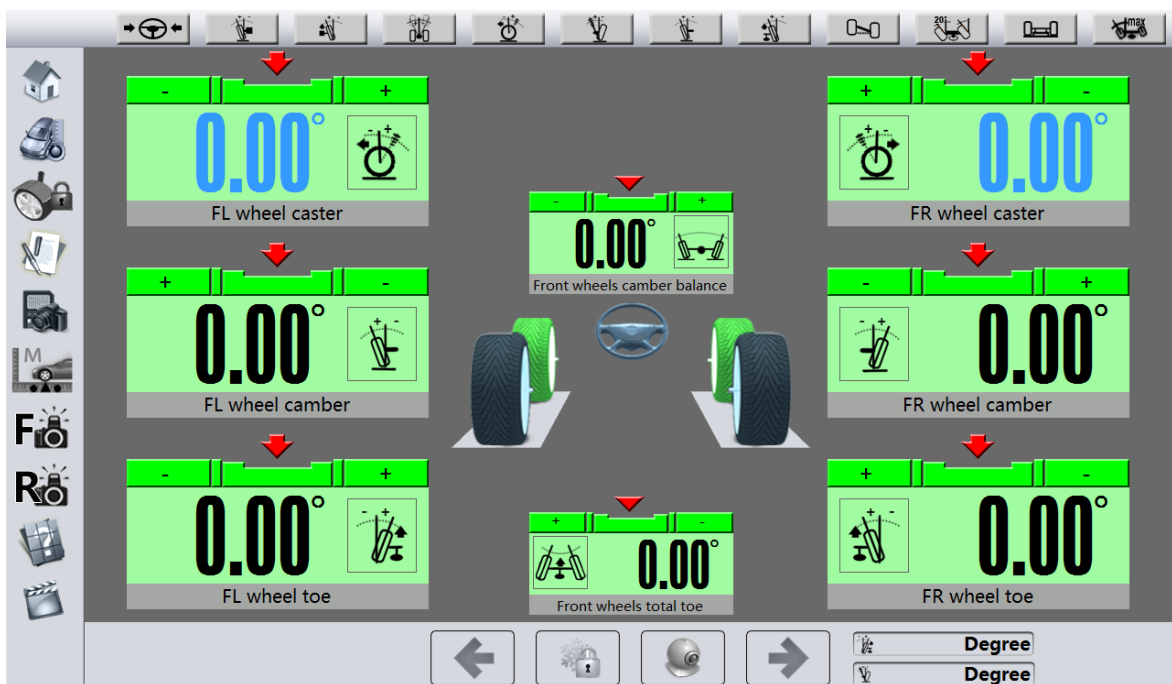 20:
max
- +
0.00°
- +
FL wheel caster
+ -
0.00°
- +
FR wheel caster
- +
0.00°
Front wheels camber balance
+ -
0.00°
+ -
FL wheel camber
- +
0.00°
- +
FR wheel camber
M
F
R
?
- +
0.00°
- +
FL wheel toe
+ -
0.00°
Front wheels total toe
+ -
0.00°
+ -
FR wheel toe
Degree
Degree